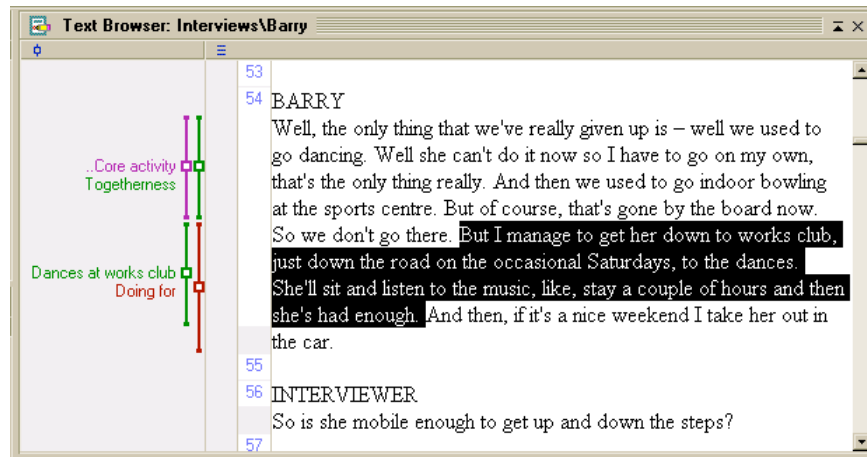 Text Browser: Interviews\Barry
53
54 BARRY
Well, the only thing that we've really given up is – well we used to
..Core activity go dancing. Well she can't do it now so I have to go on my own,
Togetherness that's the only thing really. And then we used to go indoor bowling
at the sports centre. But of course, that's gone by the board now.
So we don't go there. But I manage to get her down to works club,
Dances at works club just down the road on the occasional Saturdays, to the dances.
Doing for She'll sit and listen to the music, like, stay a couple of hours and then
she's had enough. And then, if it's a nice weekend I take her out in
the car.
55
56 INTERVIEWER
So is she mobile enough to get up and down the steps?
57